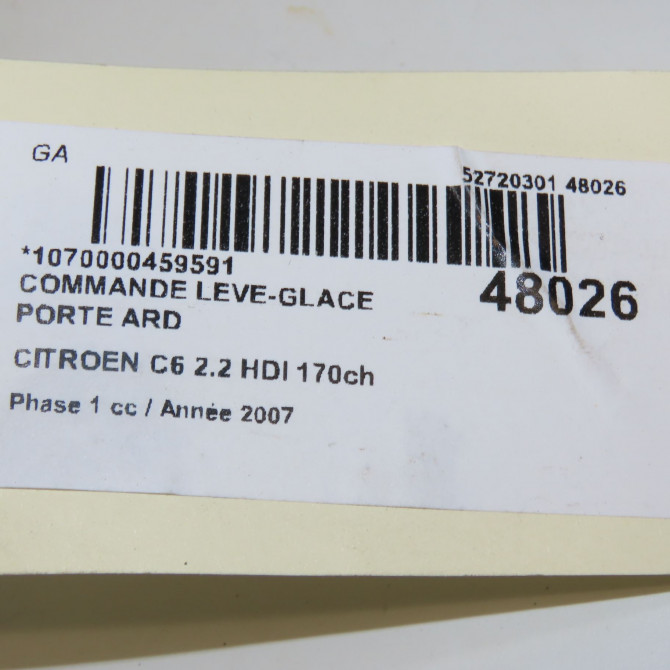 GA
52720301 48026
*1070000459591
48026
COMMANDE LEVE-GLACE
PORTE ARD
CITROEN C6 2.2 HDI 170ch
Phase 1 cc / Année 2007